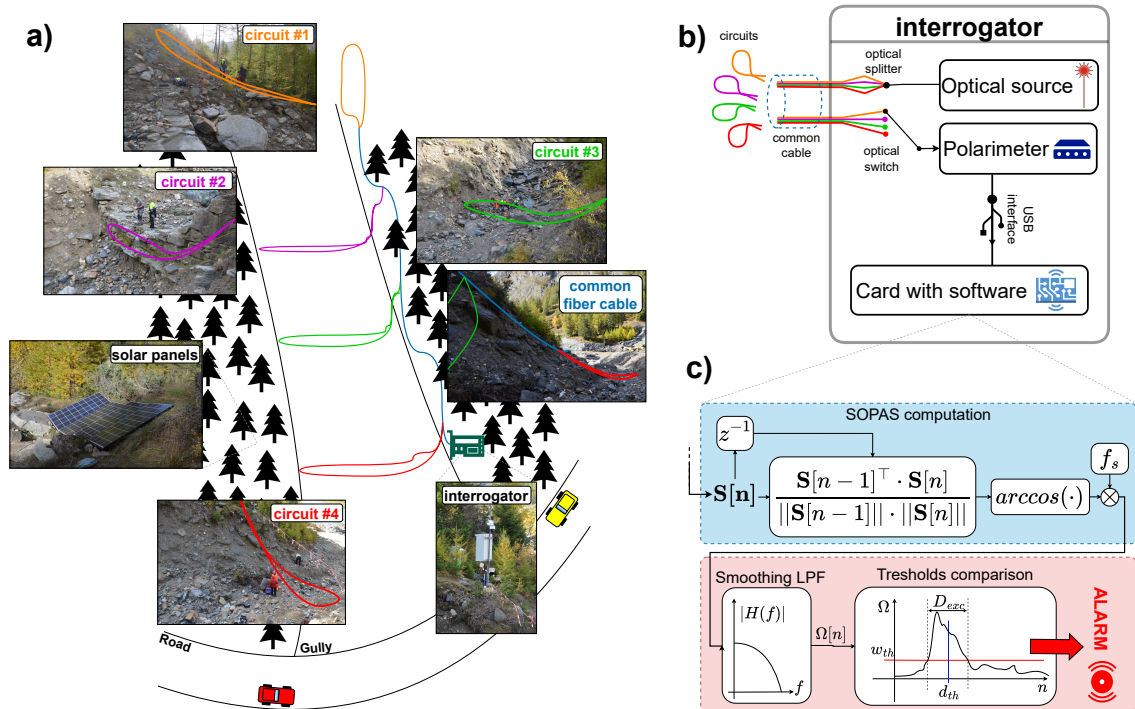 a)
circuit #1
circuit #2
circuit #3
common
fiber cable
solar panels
circuit #4
interrogator
Road
Gully
b)
interrogator
circuits
optical
splitter
Optical source
common
cable
optical
switch
Polarimeter
USB
interface
Card with software
c)
SOPAS computation
z⁻¹
f_s
S[n]
S[n − 1]^⊤ · S[n]
||S[n−1]|| · ||S[n]||
arccos(·)
⊗
Smoothing LPF
|H(f)|
f
Ω[n]
Tresholds comparison
Ω
D_exc
w_th
d_th
n
ALARM